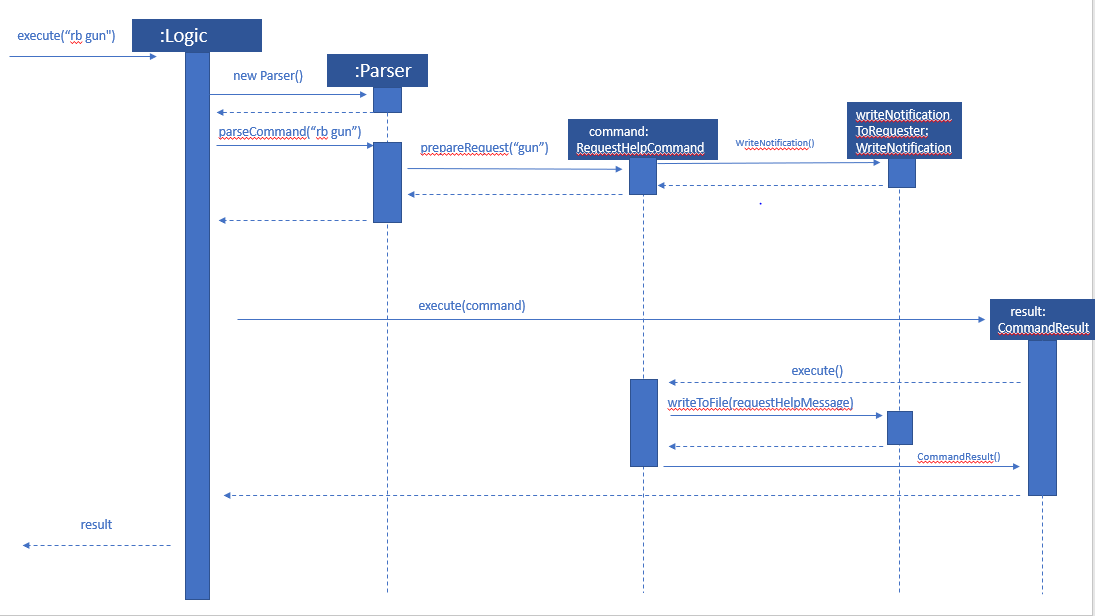 execute(“rb gun")
:Logic
new Parser()
:Parser
parseCommand(“rb gun”)
prepareRequest(“gun”)
command:
RequestHelpCommand
WriteNotification()
writeNotification
ToRequester:
WriteNotification
execute(command)
result:
CommandResult
execute()
writeToFile(requestHelpMessage)
CommandResult()
result